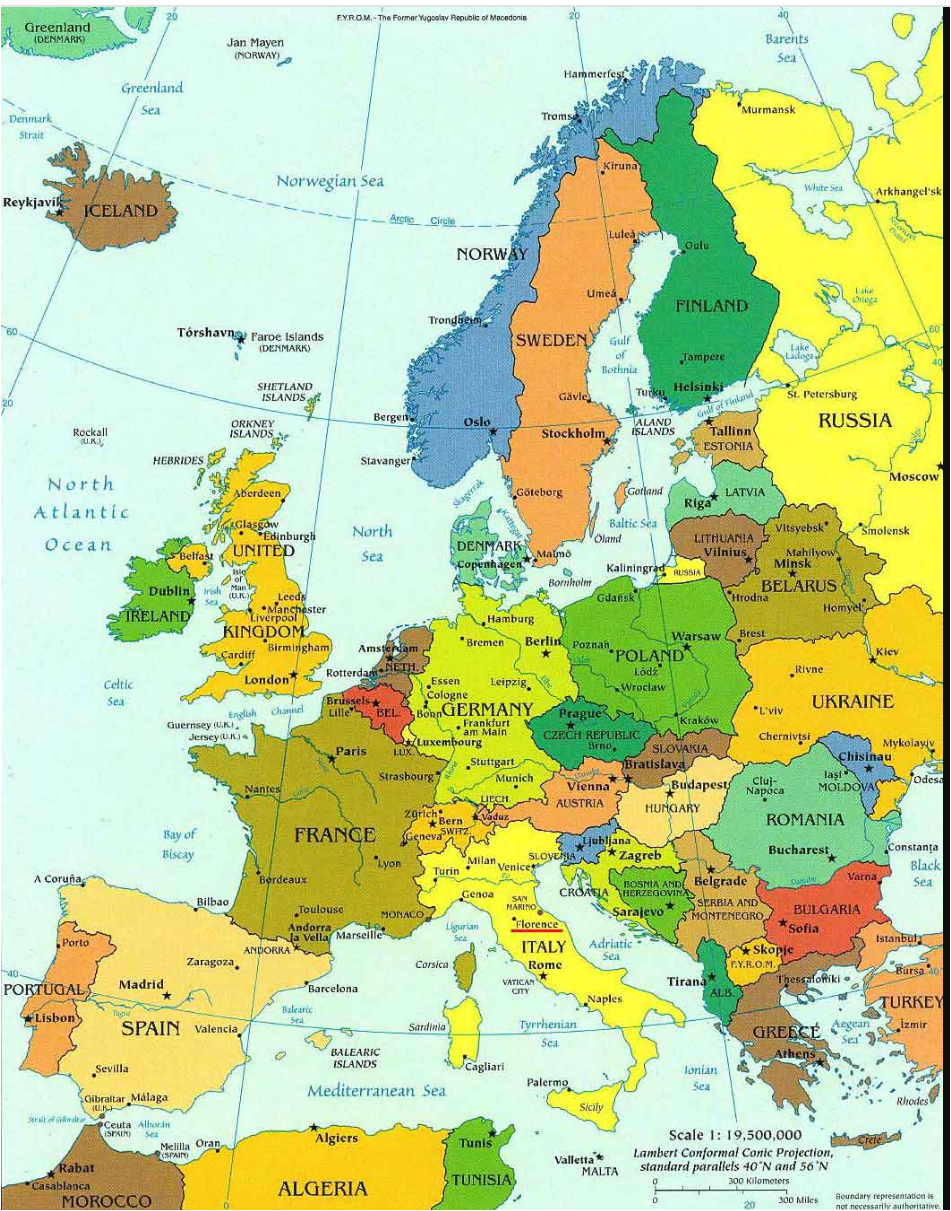 F.Y.R.O.M. - The Former Yugoslav Republic of Macedonia
20
20
40
Greenland
(DENMARK)
Jan Mayen
(NORWAY)
Barents
Sea
Hammerfest
Greenland
Sea
Murmansk
Tromsø
Denmark
Strait
Kiruna
Norwegian Sea
White Sea
Arkhangel'sk
Reykjavík
ICELAND
Arctic Circle
Luleå
Oulu
NORWAY
Umeå
FINLAND
Lake
Onega
Trondheim
60
Tórshavn
Faroe Islands
(DENMARK)
SWEDEN
Gulf
of
Bothnia
Lake
Ladoga
60
40
Tampere
SHETLAND
ISLANDS
Gävle
Turku
Helsinki
St. Petersburg
20
Bergen
Oslo
Gulf of Finland
RUSSIA
ORKNEY
ISLANDS
Rockall
(U.K.)
Stockholm
ALAND
ISLANDS
Tallinn
ESTONIA
HEBRIDES
Stavanger
Moscow
North
Atlantic
Ocean
Aberdeen
Skagerrak
Göteborg
Gotland
Riga
LATVIA
Kattegat
Baltic Sea
Glasgow
Edinburgh
North
Sea
Öland
Vitsyebsk
Smolensk
UNITED
KINGDOM
DENMARK
Copenhagen
Malmö
LITHUANIA
Vilnius
Mahilyow
Minsk
Belfast
Isle
of
Man
(U.K.)
Bornholm
Kaliningrad
RUSSIA
BELARUS
Dublin
IRELAND
Irish
Sea
Leeds
Manchester
Liverpool
Gdańsk
Hrodna
Homyel'
Hamburg
Birmingham
Amsterdam
NETH.
Bremen
Berlin
Poznań
Warsaw
Brest
Cardiff
Rotterdam
POLAND
Łódź
Kiev
London
Essen
Cologne
Bonn
Leipzig
Elbe
Oder
Wrocław
Rivne
Celtic
Sea
Brussels
BEL.
Lille
GERMANY
UKRAINE
English Channel
Guernsey (U.K.)
Jersey (U.K.)
Frankfurt
am Main
Prague
CZECH REPUBLIC
Brno
Kraków
L'viv
Luxembourg
LUX.
Chernivtsi
Mykolayiv
Paris
Stuttgart
SLOVAKIA
Bratislava
Chisinau
Strasbourg
Rhine
Munich
Danube
Vienna
Budapest
Cluj-
Napoca
Iași
MOLDOVA
Odesa
Nantes
LIECH.
Vaduz
AUSTRIA
HUNGARY
Zürich
Bern
SWITZ.
Geneva
FRANCE
ROMANIA
Bay of
Biscay
Lyon
Milan
Turin
Venice
Po
SLOVENIA
Ljubljana
Zagreb
Bucharest
Constanța
Black
Sea
A Coruña
Bordeaux
Genoa
CROATIA
BOSNIA AND
HERZEGOVINA
Belgrade
Danube
Varna
Bilbao
Toulouse
MONACO
SAN
MARINO
Sarajevo
SERBIA AND
MONTENEGRO
BULGARIA
Sofia
Andorra
la Vella
ANDORRA
Marseille
Ligurian
Sea
Florence
Porto
Zaragoza
ITALY
Rome
Adriatic
Sea
Skopje
F.Y.R.O.M.
Istanbul
40
Corsica
VATICAN
CITY
Tirana
ALB.
Bursa
40°
PORTUGAL
Madrid
Barcelona
Thessaloniki
Lisbon
Tagus
SPAIN
Valencia
Balearic
Sea
Sardinia
Naples
TURKEY
Tyrrhenian
Sea
GREECE
Aegean
Sea
İzmir
Athens
BALEARIC
ISLANDS
Sevilla
Cagliari
Ionian
Sea
Mediterranean Sea
Palermo
Gibraltar
(U.K.)
Málaga
Sicily
Rhodes
Strait of Gibraltar
Ceuta
(SPAIN)
Alborán
Sea
Melilla
(SPAIN)
Oran
Algiers
Tunis
Crete
Scale 1: 19,500,000
Lambert Conformal Conic Projection,
standard parallels 40°N and 56°N
Valletta
MALTA
Rabat
Casablanca
MOROCCO
ALGERIA
TUNISIA
0
300 Kilometers
0
300 Miles
0
20
Boundary representation is
not necessarily authoritative.